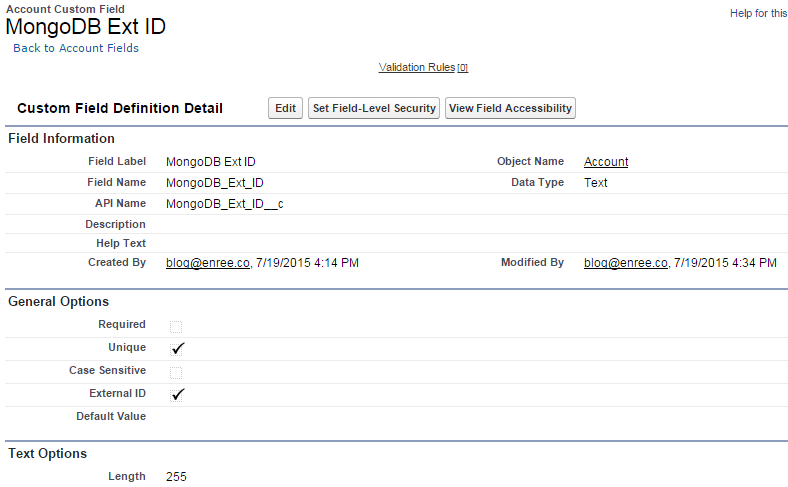 Account Custom Field
MongoDB Ext ID
Help for this
Back to Account Fields
Validation Rules [0]
Custom Field Definition Detail Edit Set Field-Level Security View Field Accessibility
Field Information
Field Label MongoDB Ext ID Object Name Account
Field Name MongoDB_Ext_ID Data Type Text
API Name MongoDB_Ext_ID__c
Description
Help Text
Created By blog@enree.co, 7/19/2015 4:14 PM Modified By blog@enree.co, 7/19/2015 4:34 PM
General Options
Required
Unique
Case Sensitive
External ID
Default Value
Text Options
Length 255